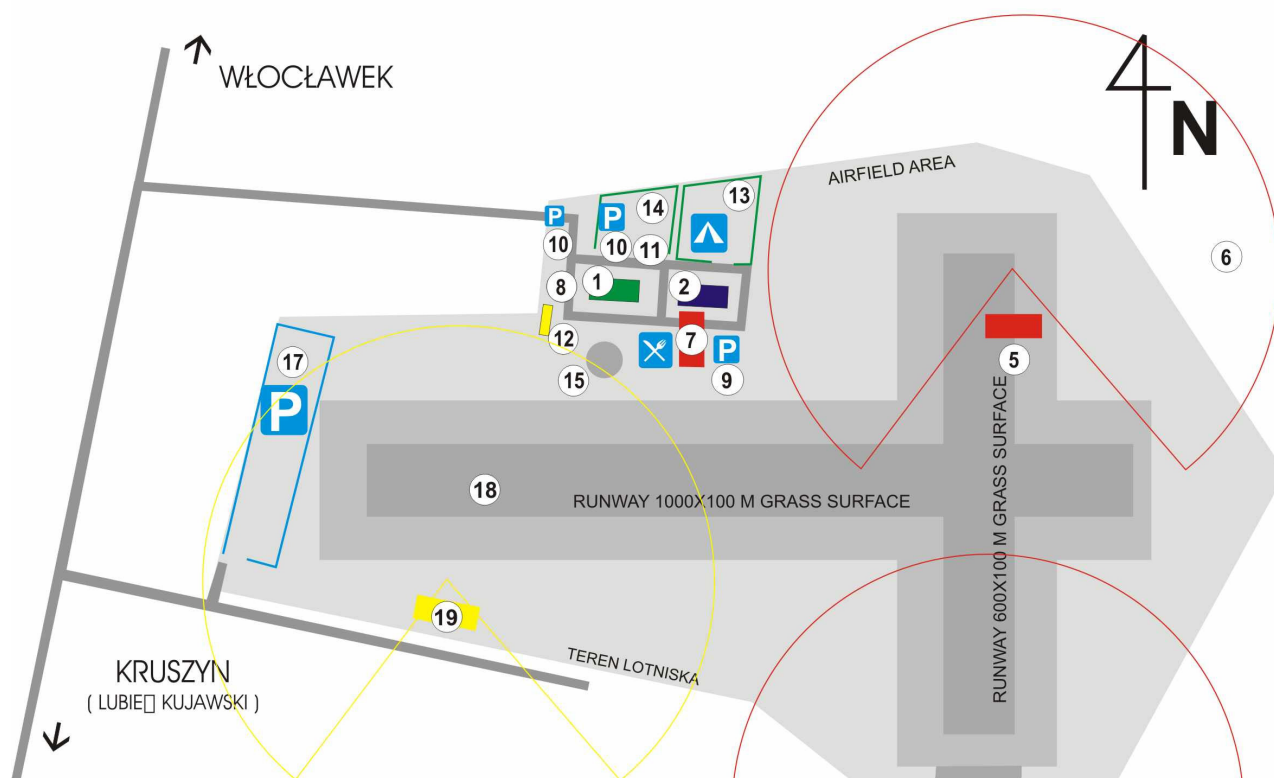 WŁOCŁAWEK
N
AIRFIELD AREA
13
P
P
14
10
10
11
6
1
2
8
12
7
5
17
P
15
P
9
18
RUNWAY 1000X100 M GRASS SURFACE
RUNWAY 600X100 M GRASS SURFACE
19
TEREN LOTNISKA
KRUSZYN
( LUBIE▯ KUJAWSKI )